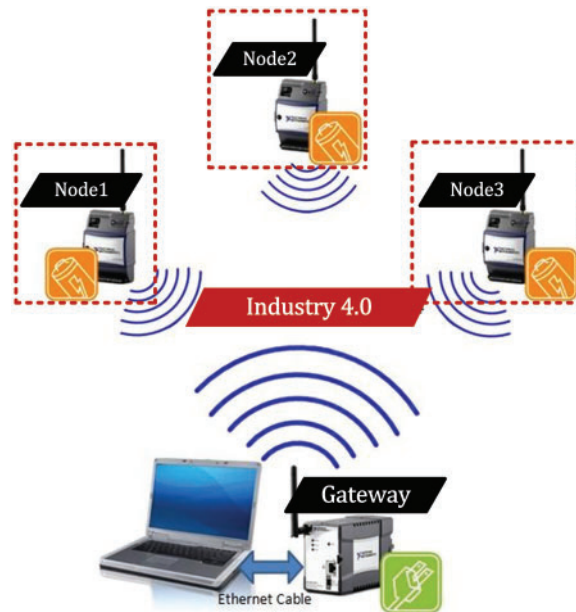 Node2
Node1
Node3
Industry 4.0
Gateway
Ethernet Cable